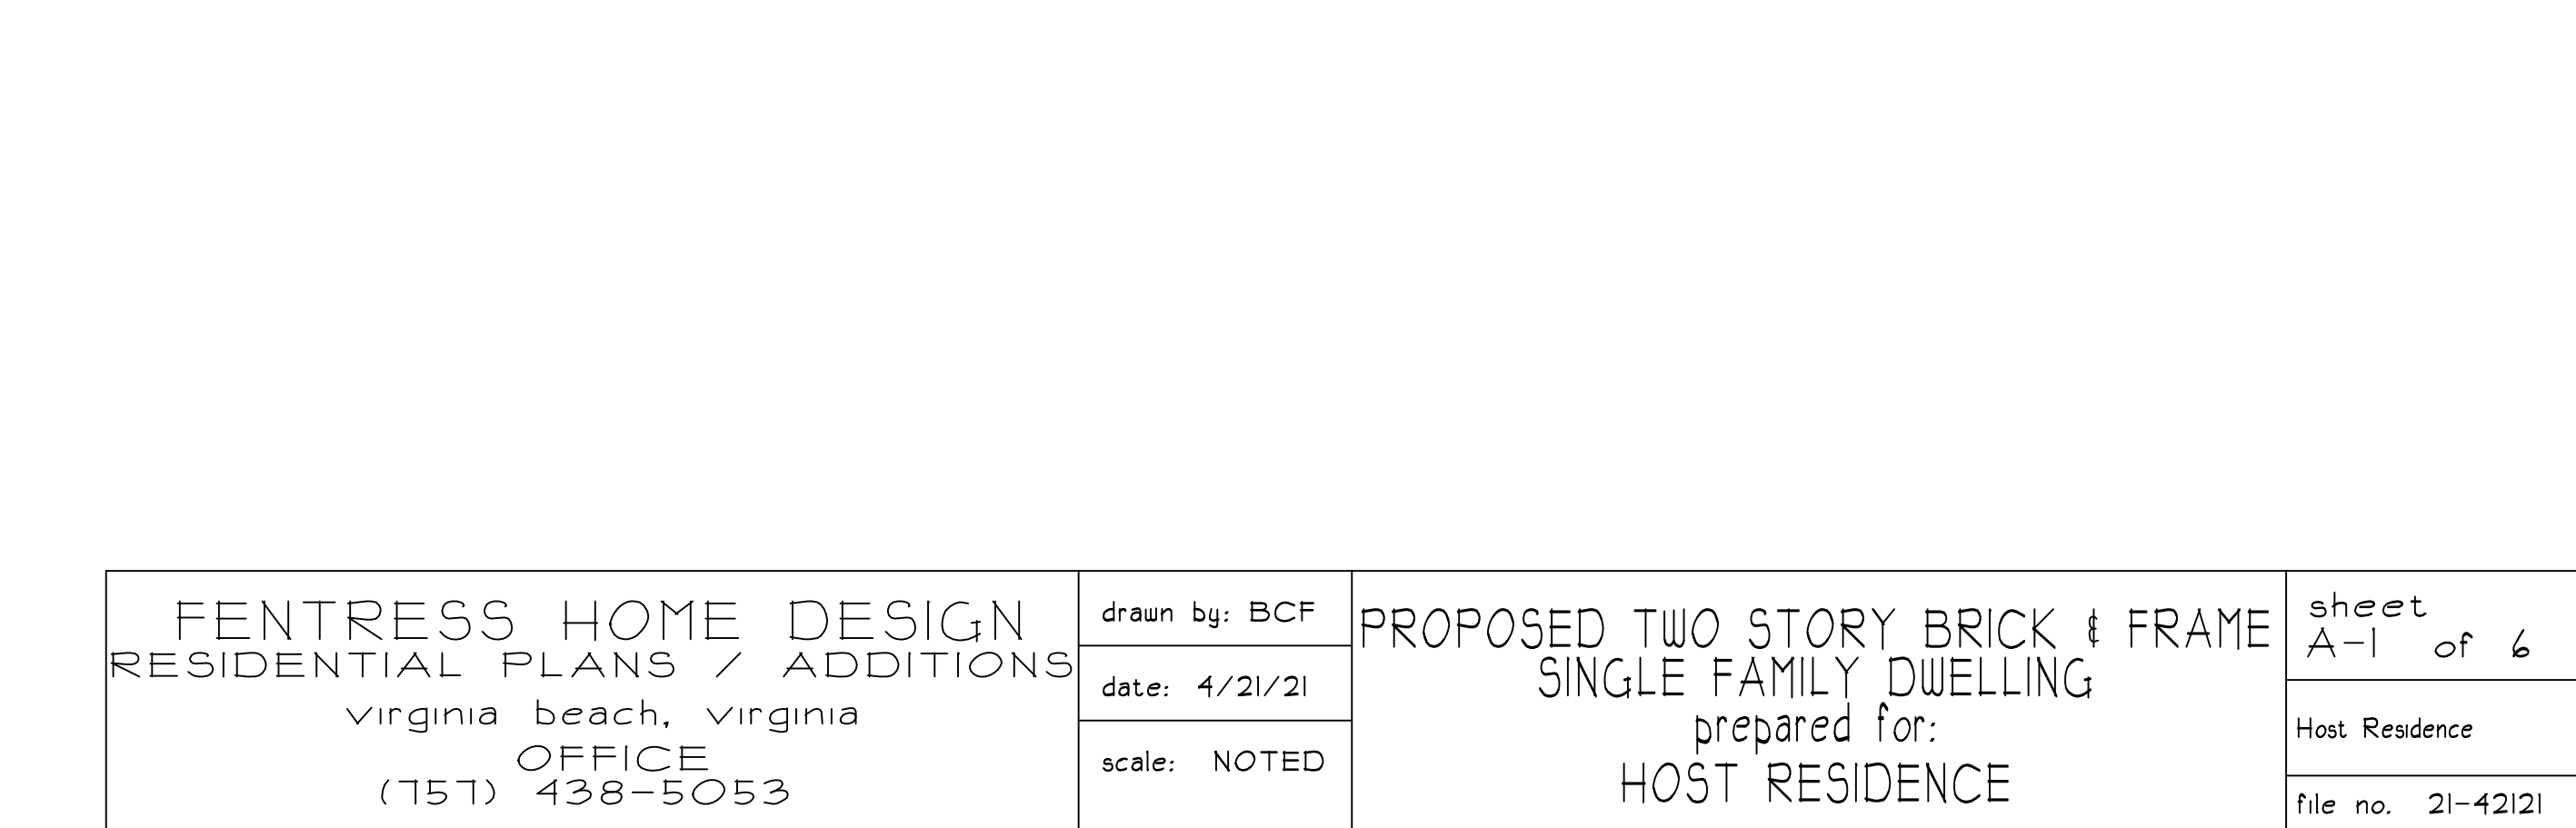 FENTRESS HOME DESIGN
RESIDENTIAL PLANS / ADDITIONS
virginia beach, virginia
OFFICE
(757) 438-5053
drawn by: BCF
date: 4/21/21
scale: NOTED
PROPOSED TWO STORY BRICK & FRAME
SINGLE FAMILY DWELLING
prepared for:
HOST RESIDENCE
sheet
A-1 of 6
Host Residence
file no. 21-42121